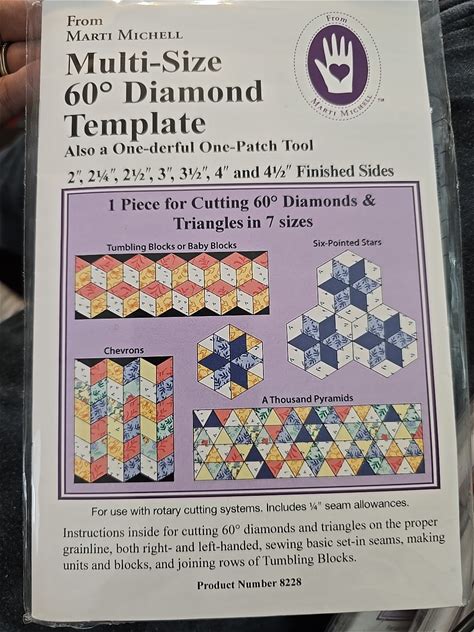 From
MARTI MICHELL
Multi-Size
60° Diamond
Template
Also a One-derful One-Patch Tool
From
MARTI MICHELL™
2", 2¼", 2½", 3", 3½", 4" and 4½" Finished Sides
1 Piece for Cutting 60° Diamonds &
Triangles in 7 sizes
Tumbling Blocks or Baby Blocks
Six-Pointed Stars
Chevrons
A Thousand Pyramids
For use with rotary cutting systems. Includes ¼" seam allowances.
Instructions inside for cutting 60° diamonds and triangles on the proper
grainline, both right- and left-handed, sewing basic set-in seams, making
units and blocks, and joining rows of Tumbling Blocks.
Product Number 8228